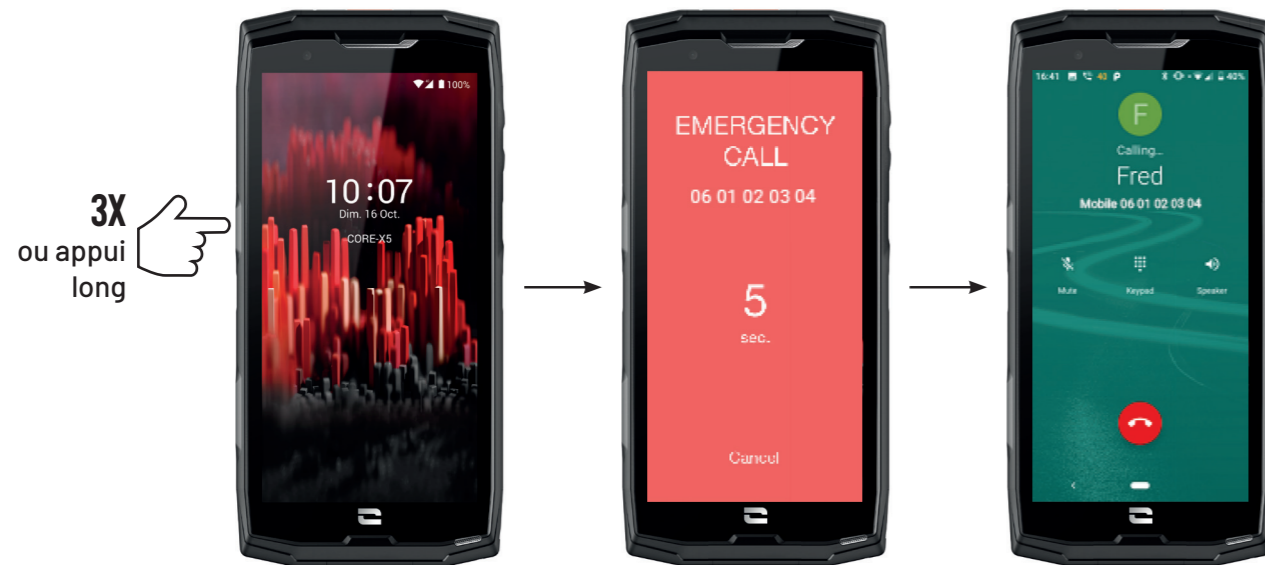 3X
ou appui
long
100%
10:07
Dim. 16 Oct.
CORE-X5
EMERGENCY
CALL
06 01 02 03 04
5
sec.
Cancel
16:41 4G P 40%
F
Calling...
Fred
Mobile 06 01 02 03 04
Mute Keypad Speaker